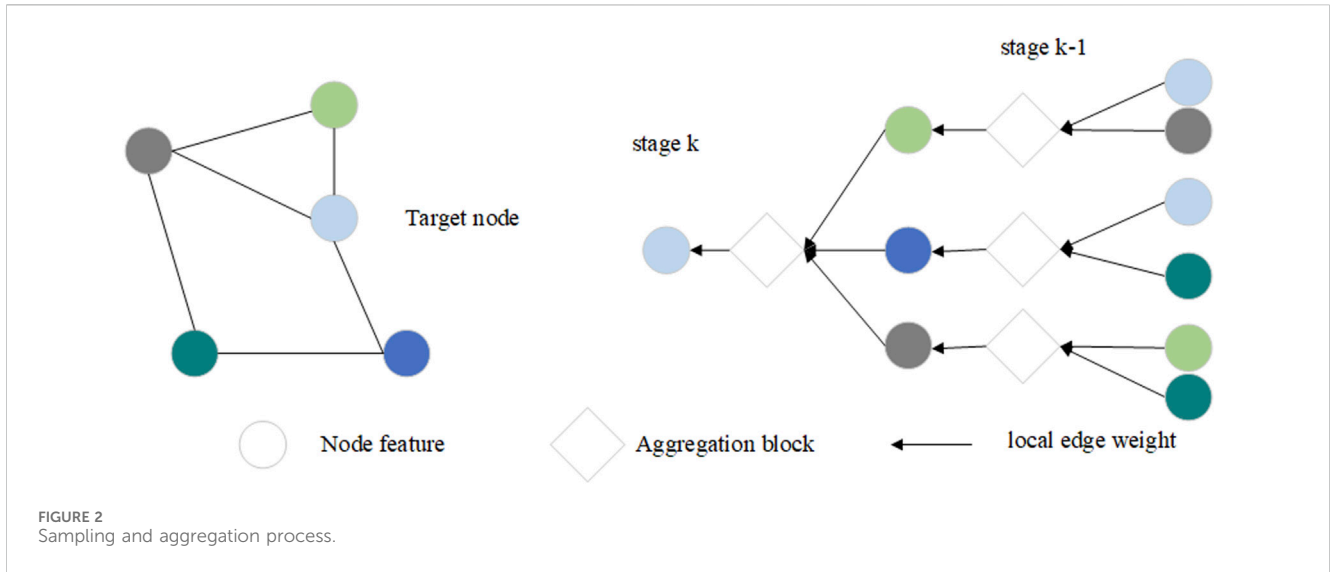 stage k-1
stage k
Target node
Node feature
Aggregation block
local edge weight
FIGURE 2
Sampling and aggregation process.